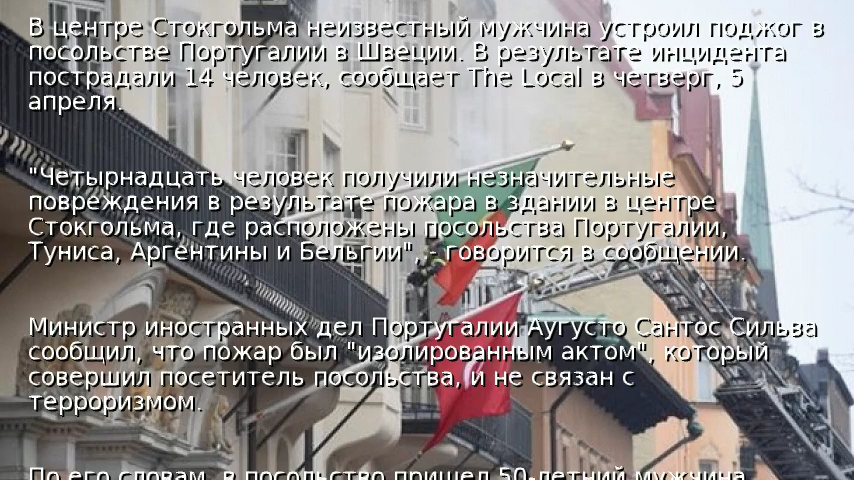 В центре Стокгольма неизвестный мужчина устроил поджог в
посольстве Португалии в Швеции. В результате инцидента
пострадали 14 человек, сообщает The Local в четверг, 5
апреля.
"Четырнадцать человек получили незначительные
повреждения в результате пожара в здании в центре
Стокгольма, где расположены посольства Португалии,
Туниса, Аргентины и Бельгии", - говорится в сообщении.
Министр иностранных дел Португалии Аугусто Сантос Сильва
сообщил, что пожар был "изолированным актом", который
совершил посетитель посольства, и не связан с
терроризмом.
По его словам, в посольство пришел 50-летний мужчина,